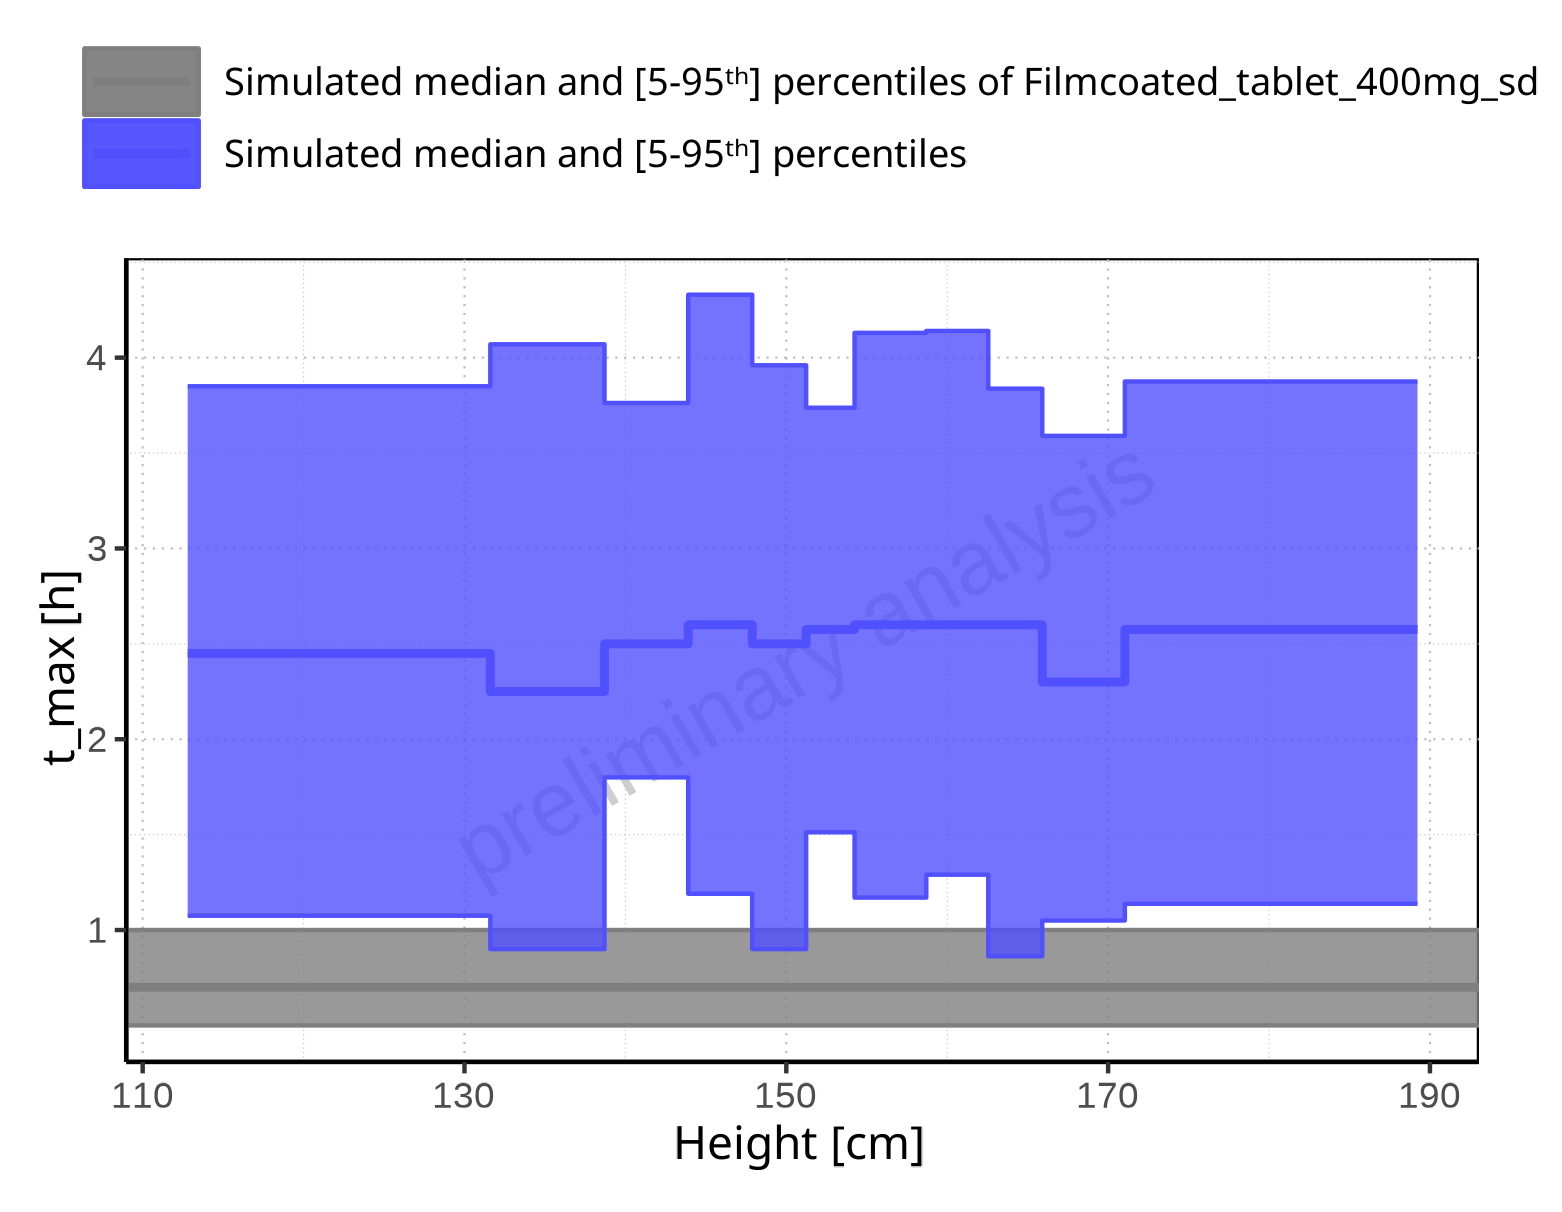 Simulated median and [5-95ᵗʰ] percentiles of Filmcoated_tablet_400mg_sd
Simulated median and [5-95ᵗʰ] percentiles
4
3
2
1
t_max [h]
preliminary analysis
110 130 150 170 190
Height [cm]